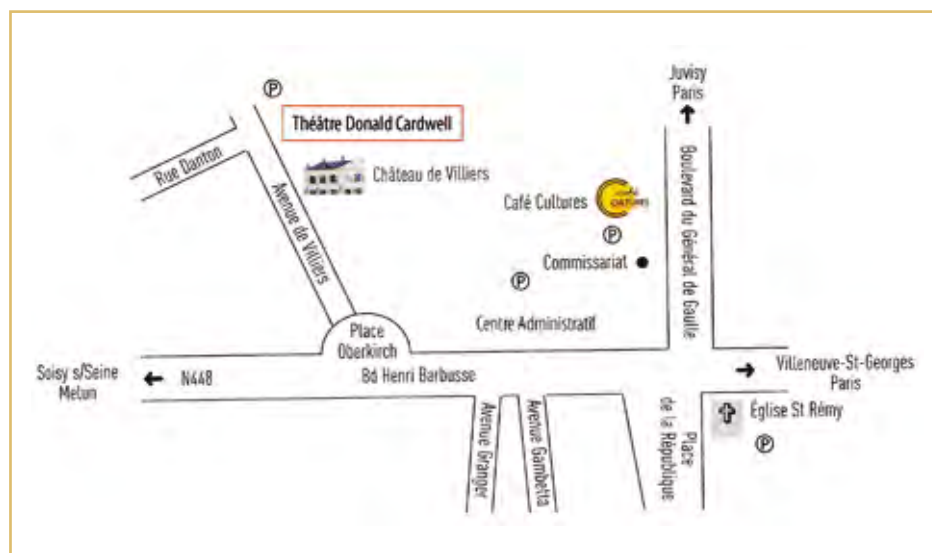 Juvisy
Paris
P
Théâtre Donald Cardwell
Rue Danton
Château de Villiers
Avenue de Villiers
Café Cultures
café
CULTURES
P
Boulevard du Général de Gaulle
Commissariat
P
Centre Administratif
Place
Oberkirch
Soisy s/Seine
Melun
N448
Bd Henri Barbusse
Villeneuve-St-Georges
Paris
Avenue Granger
Avenue Gambetta
Place
de la République
Église St Rémy
P